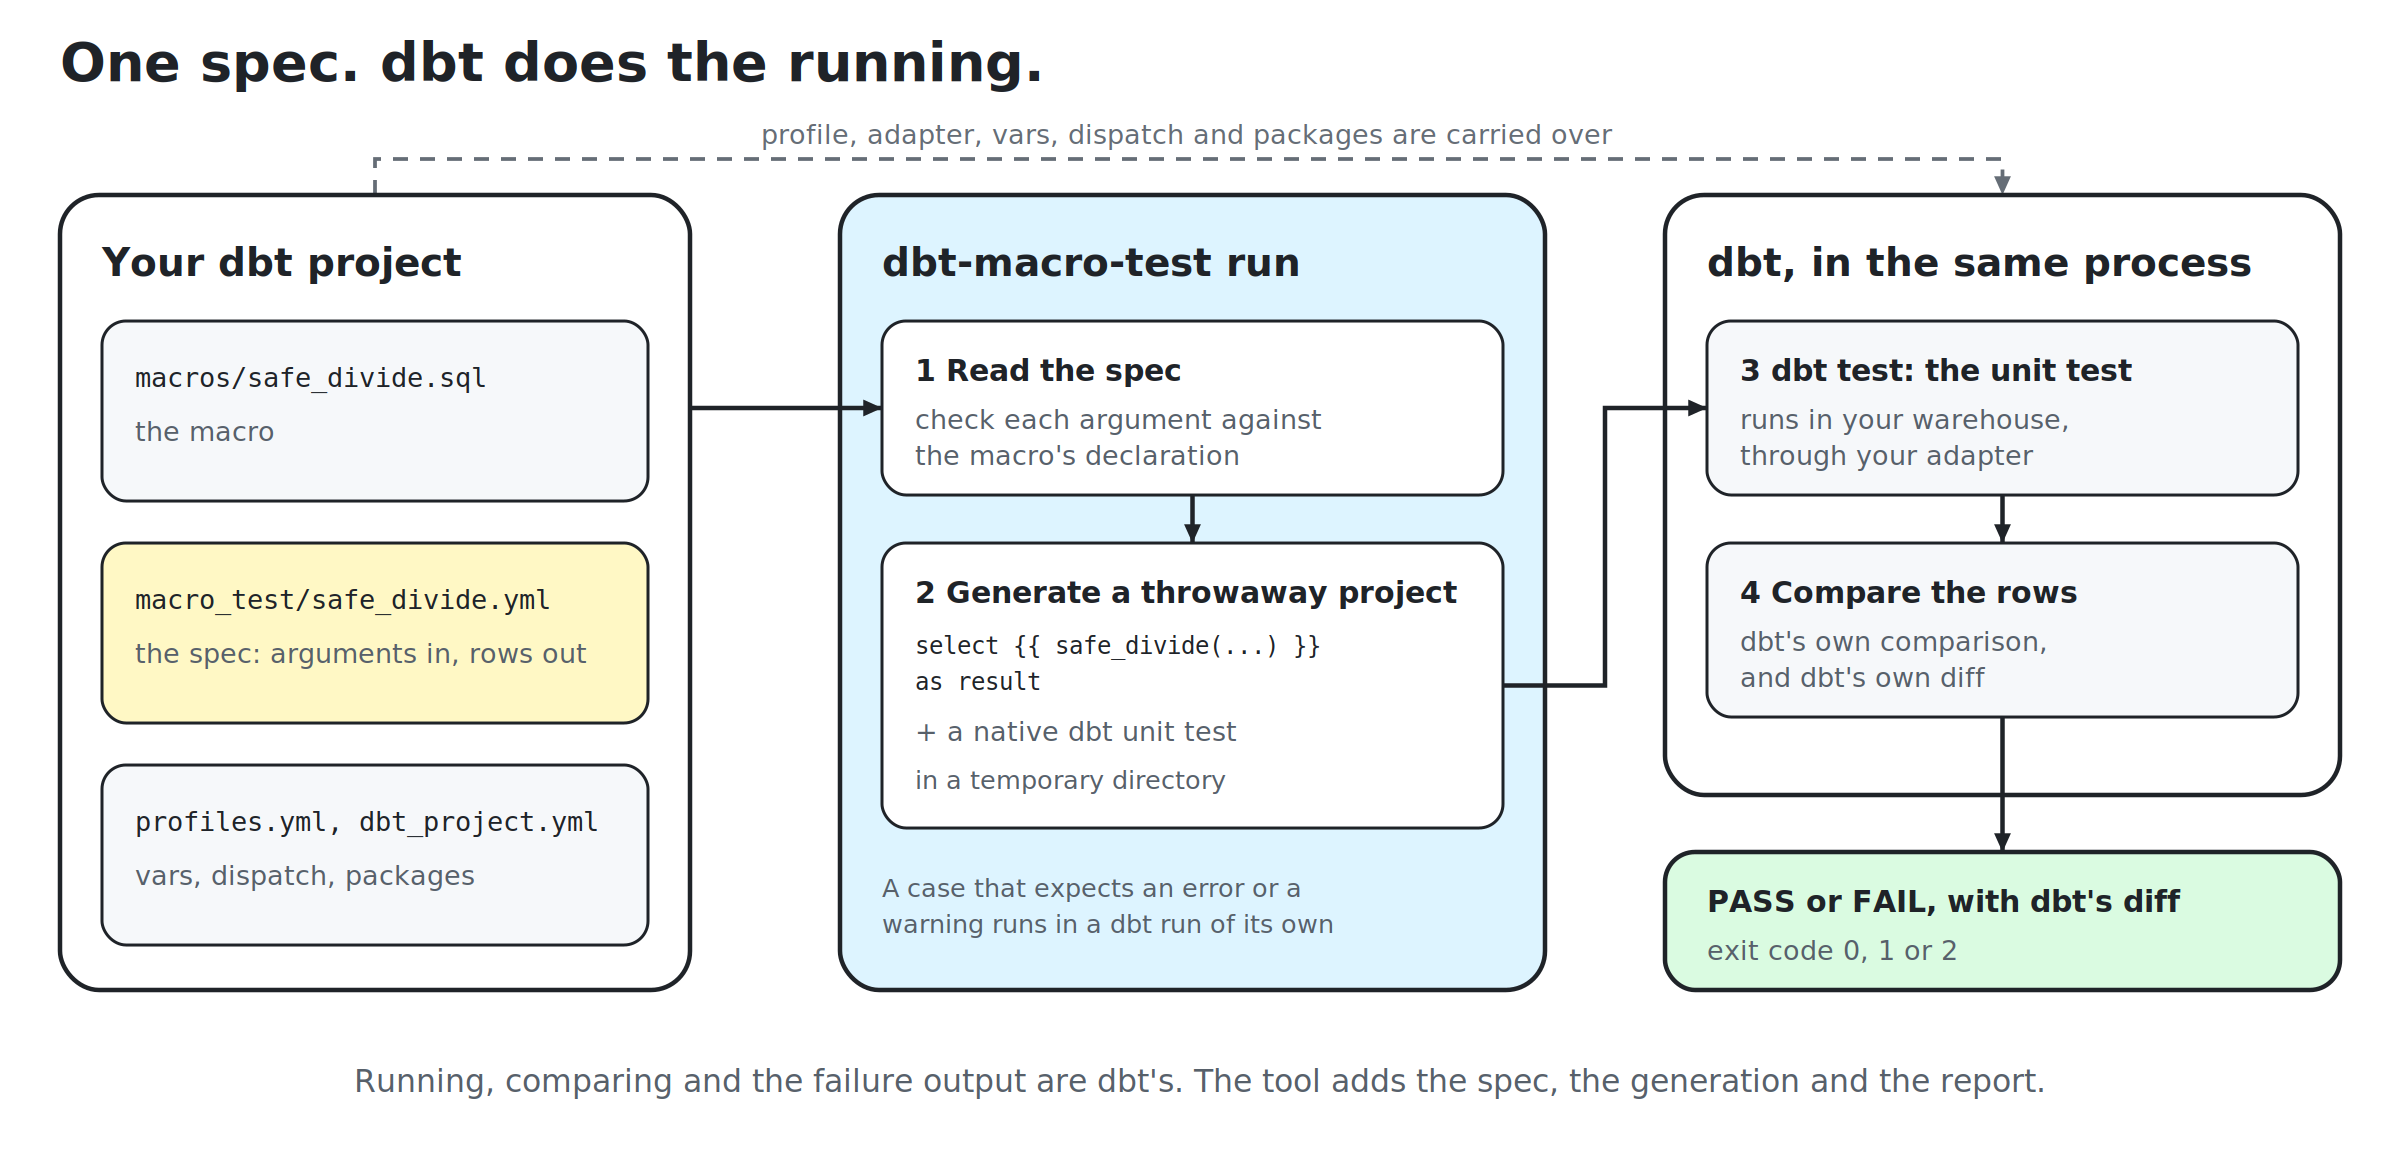 One spec. dbt does the running.
profile, adapter, vars, dispatch and packages are carried over
Your dbt project
macros/safe_divide.sql
the macro
macro_test/safe_divide.yml
the spec: arguments in, rows out
profiles.yml, dbt_project.yml
vars, dispatch, packages
dbt-macro-test run
1 Read the spec
check each argument against
the macro's declaration
2 Generate a throwaway project
select {{ safe_divide(...) }}
as result
+ a native dbt unit test
in a temporary directory
A case that expects an error or a
warning runs in a dbt run of its own
dbt, in the same process
3 dbt test: the unit test
runs in your warehouse,
through your adapter
4 Compare the rows
dbt's own comparison,
and dbt's own diff
PASS or FAIL, with dbt's diff
exit code 0, 1 or 2
Running, comparing and the failure output are dbt's. The tool adds the spec, the generation and the report.